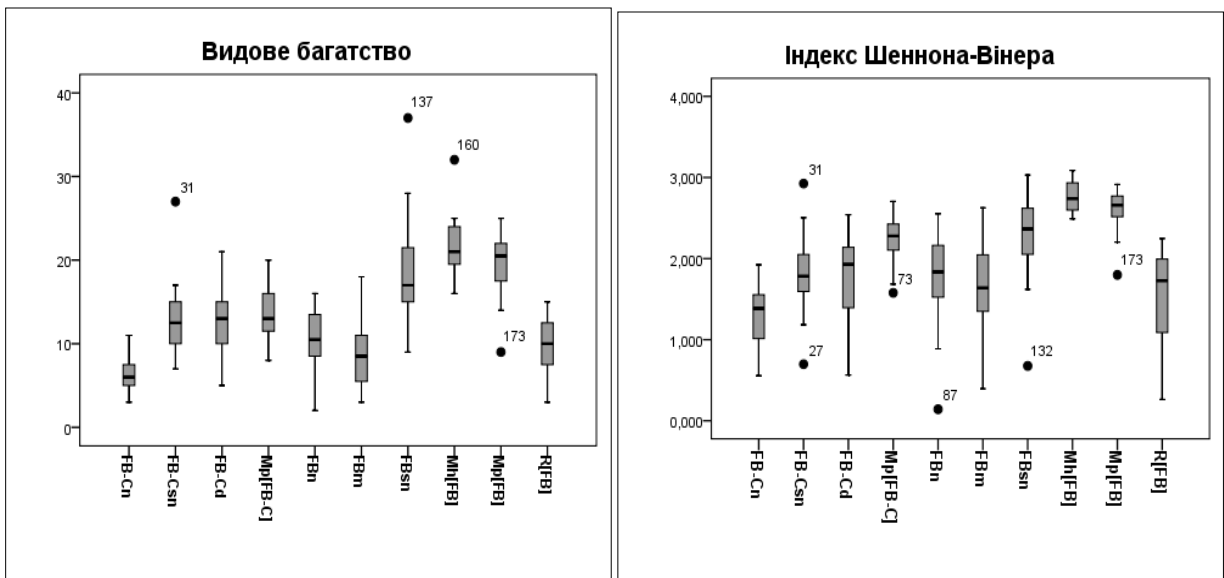 Видове багатство
40
30
20
10
0
31
137
160
173
FB-Cn
FB-Csn
FB-Cd
Mp[FB-C]
FBn
FBm
FBsn
Mh[FB]
Mp[FB]
R[FB]
Індекс Шеннона-Вінера
4,000
3,000
2,000
1,000
0,000
31
27
73
87
132
173
FB-Cn
FB-Csn
FB-Cd
Mp[FB-C]
FBn
FBm
FBsn
Mh[FB]
Mp[FB]
R[FB]